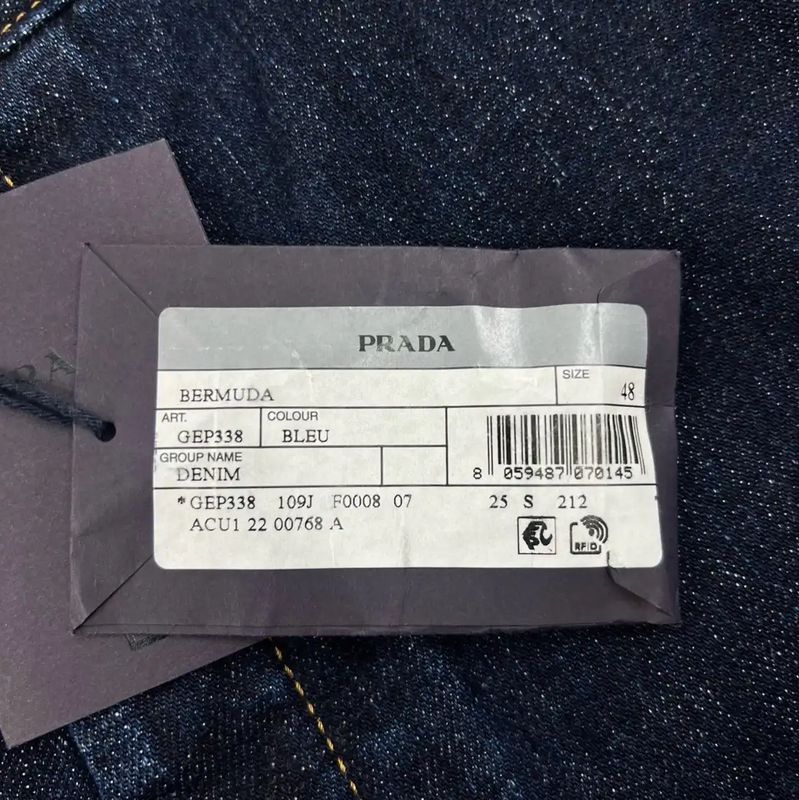 PRADA
BERMUDA
SIZE
48
ART.
GEP338
COLOUR
BLEU
GROUP NAME
DENIM
8 059487 070145
*GEP338 109J F0008 07 25 S 212
ACU1 22 00768 A
RFID